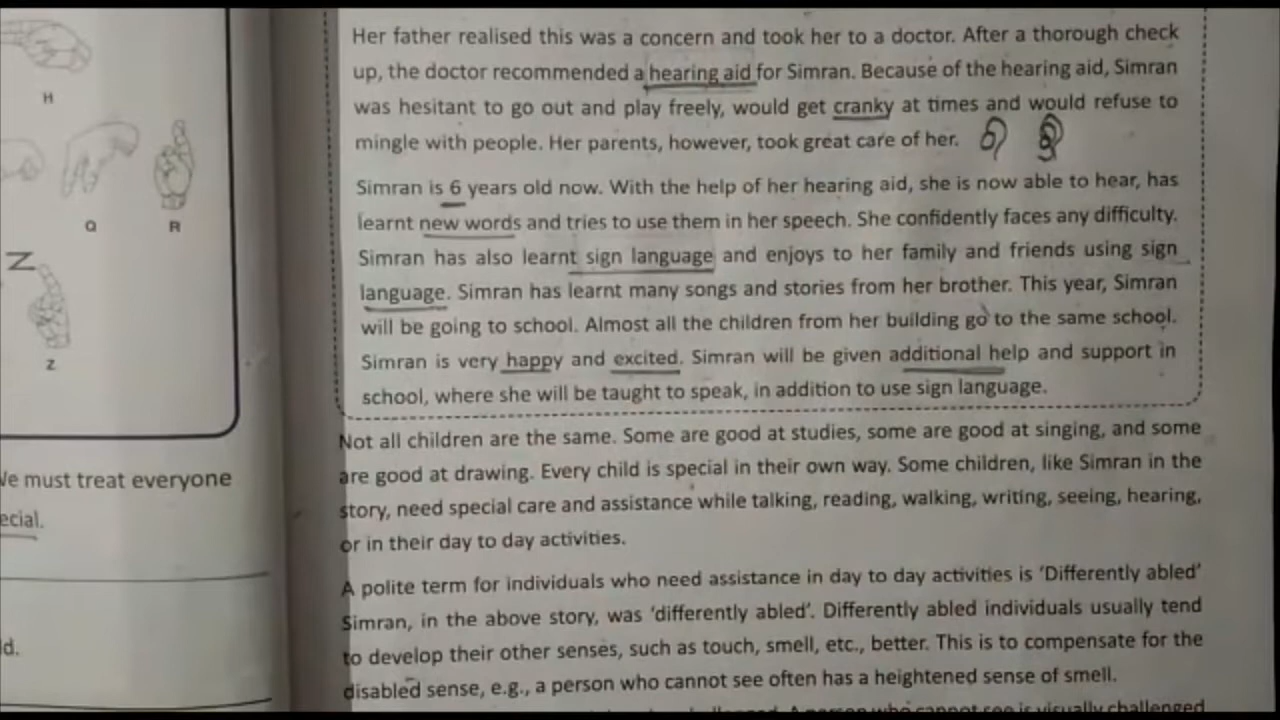 H
Q
R
Z
Z
We must treat everyone
ecial.
ld.
Her father realised this was a concern and took her to a doctor. After a thorough check
up, the doctor recommended a hearing aid for Simran. Because of the hearing aid, Simran
was hesitant to go out and play freely, would get cranky at times and would refuse to
mingle with people. Her parents, however, took great care of her.
Simran is 6 years old now. With the help of her hearing aid, she is now able to hear, has
learnt new words and tries to use them in her speech. She confidently faces any difficulty.
Simran has also learnt sign language and enjoys to her family and friends using sign
language. Simran has learnt many songs and stories from her brother. This year, Simran
will be going to school. Almost all the children from her building go to the same school.
Simran is very happy and excited. Simran will be given additional help and support in
school, where she will be taught to speak, in addition to use sign language.
Not all children are the same. Some are good at studies, some are good at singing, and some
are good at drawing. Every child is special in their own way. Some children, like Simran in the
story, need special care and assistance while talking, reading, walking, writing, seeing, hearing,
or in their day to day activities.
A polite term for individuals who need assistance in day to day activities is ‘Differently abled’
Simran, in the above story, was ‘differently abled’. Differently abled individuals usually tend
to develop their other senses, such as touch, smell, etc., better. This is to compensate for the
disabled sense, e.g., a person who cannot see often has a heightened sense of smell.
A person who cannot see is visually challenged